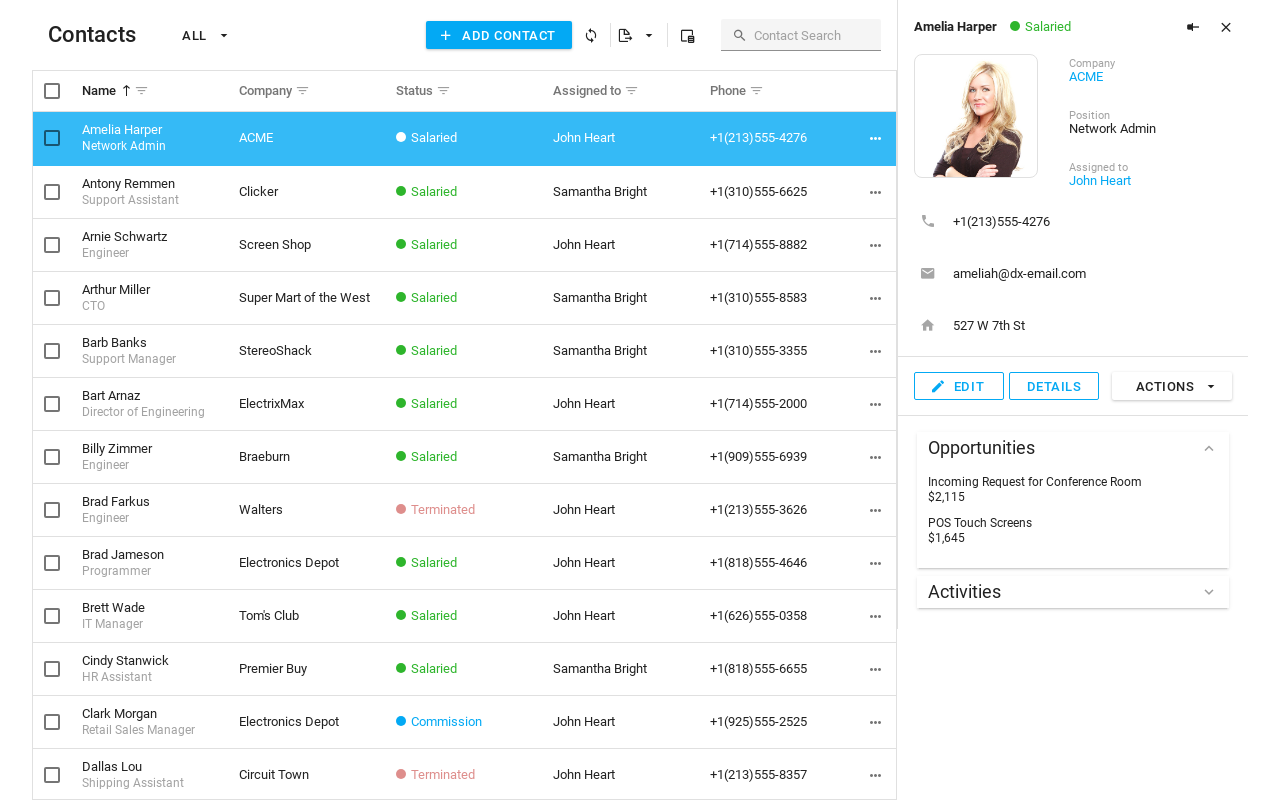 Contacts
ALL
ADD CONTACT
Contact Search
Name
Company
Status
Assigned to
Phone
Amelia Harper
Network Admin
ACME
Salaried
John Heart
+1(213)555-4276
Antony Remmen
Support Assistant
Clicker
Salaried
Samantha Bright
+1(310)555-6625
Arnie Schwartz
Engineer
Screen Shop
Salaried
John Heart
+1(714)555-8882
Arthur Miller
CTO
Super Mart of the West
Salaried
Samantha Bright
+1(310)555-8583
Barb Banks
Support Manager
StereoShack
Salaried
Samantha Bright
+1(310)555-3355
Bart Arnaz
Director of Engineering
ElectrixMax
Salaried
John Heart
+1(714)555-2000
Billy Zimmer
Engineer
Braeburn
Salaried
Samantha Bright
+1(909)555-6939
Brad Farkus
Engineer
Walters
Terminated
John Heart
+1(213)555-3626
Brad Jameson
Programmer
Electronics Depot
Salaried
John Heart
+1(818)555-4646
Brett Wade
IT Manager
Tom's Club
Salaried
John Heart
+1(626)555-0358
Cindy Stanwick
HR Assistant
Premier Buy
Salaried
Samantha Bright
+1(818)555-6655
Clark Morgan
Retail Sales Manager
Electronics Depot
Commission
John Heart
+1(925)555-2525
Dallas Lou
Shipping Assistant
Circuit Town
Terminated
John Heart
+1(213)555-8357
Amelia Harper
Salaried
Company
ACME
Position
Network Admin
Assigned to
John Heart
+1(213)555-4276
ameliah@dx-email.com
527 W 7th St
EDIT
DETAILS
ACTIONS
Opportunities
Incoming Request for Conference Room
$2,115
POS Touch Screens
$1,645
Activities